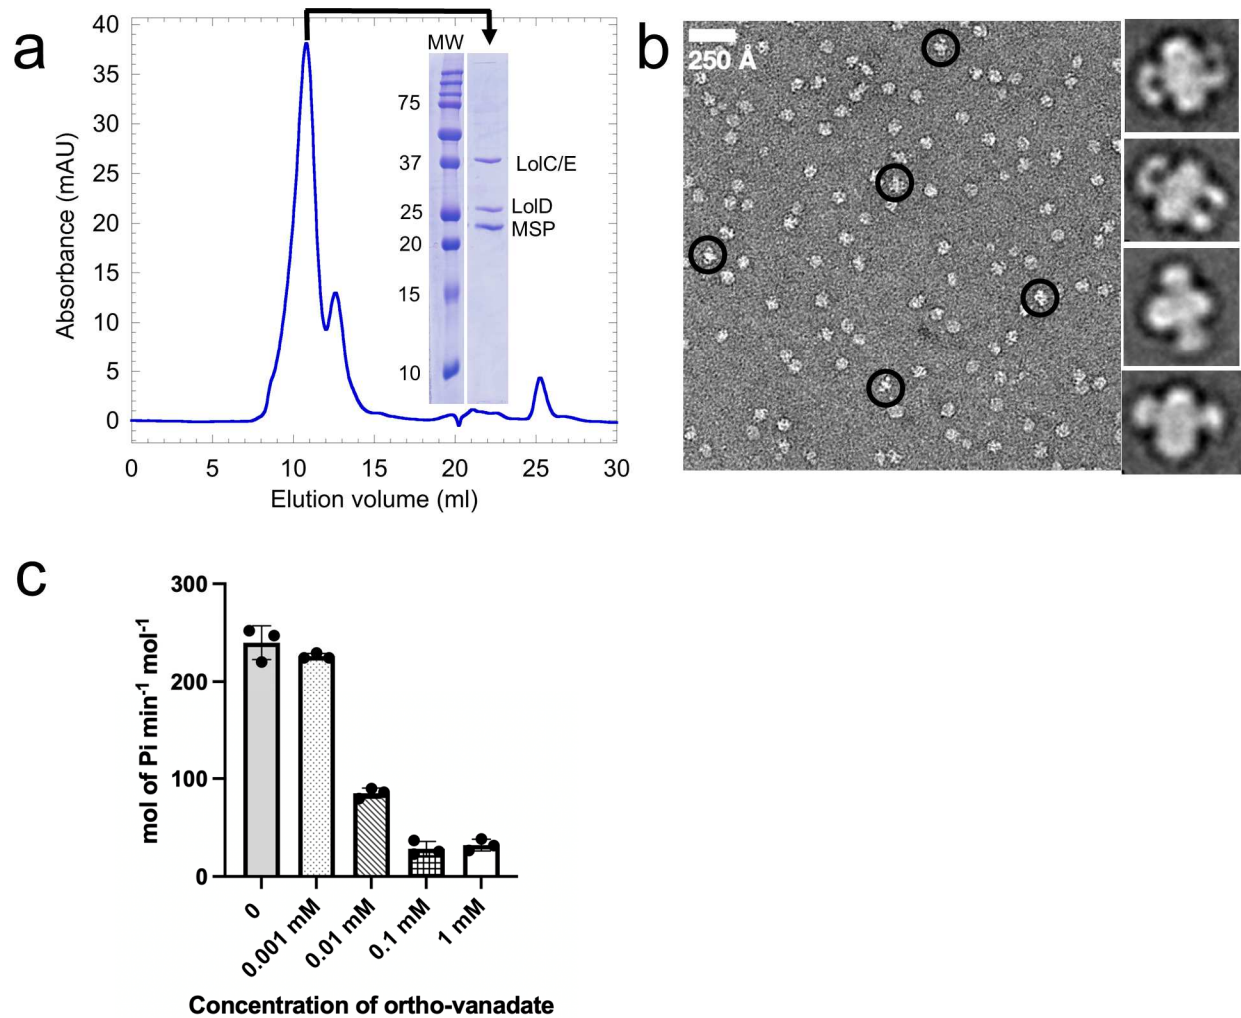 a
40
35
30
25
20
15
10
5
0
Absorbance (mAU)
0 5 10 15 20 25 30
Elution volume (ml)
MW
75
37
25
20
15
10
LolC/E
LolD
MSP
b
250 Å
c
300
200
100
0
mol of Pi min⁻¹ mol⁻¹
0
0.001 mM
0.01 mM
0.1 mM
1 mM
Concentration of ortho-vanadate